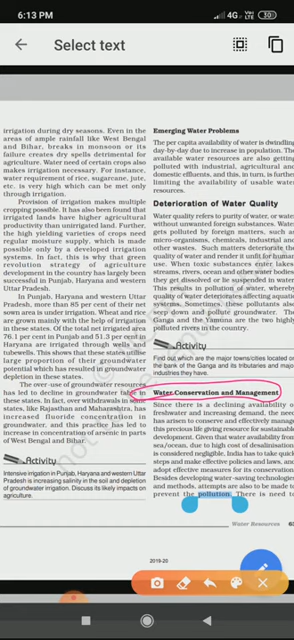 6:13 PM
4G
30
Select text
irrigation during dry seasons. Even in the
areas of ample rainfall like West Bengal
and Bihar, breaks in monsoon or its
failure creates dry spells detrimental for
agriculture. Water need of certain crops also
makes irrigation necessary. For instance,
water requirement of rice, sugarcane, jute,
etc. is very high which can be met only
through irrigation.
Provision of irrigation makes multiple
cropping possible. It has also been found that
irrigated lands have higher agricultural
productivity than unirrigated land. Further,
the high yielding varieties of crops need
regular moisture supply, which is made
possible only by a developed irrigation
systems. In fact, this is why that green
revolution strategy of agriculture
development in the country has largely been
successful in Punjab, Haryana and western
Uttar Pradesh.
In Punjab, Haryana and western Uttar
Pradesh, more than 85 per cent of their net
sown area is under irrigation. Wheat and rice
are grown mainly with the help of irrigation
in these states. Of the total net irrigated area
76.1 per cent in Punjab and 51.3 per cent in
Haryana are irrigated through wells and
tubewells. This shows that these states utilise
large proportion of their groundwater
potential which has resulted in groundwater
depletion in these states.
The over-use of groundwater resources
has led to decline in groundwater table in
these states. In fact, over withdrawals in some
states, like Rajasthan and Maharashtra, has
increased fluoride concentration in
groundwater, and this practice has led to
increase in concentration of arsenic in parts
of West Bengal and Bihar.
Activity
Intensive irrigation in Punjab, Haryana and western Uttar
Pradesh is increasing salinity in the soil and depletion
of groundwater irrigation. Discuss its likely impacts on
agriculture.
Emerging Water Problems
The per capita availability of water is dwindling
day-by-day due to increase in population. The
available water resources are also getting
polluted with industrial, agricultural and
domestic effluents, and this, in turn, is further
limiting the availability of usable water
resources.
Deterioration of Water Quality
Water quality refers to purity of water, or water
without unwanted foreign substances. Water
gets polluted by foreign matters, such as
micro-organisms, chemicals, industrial and
other wastes. Such matters deteriorate the
quality of water and render it unfit for human
use. When toxic substances enter lakes,
streams, rivers, ocean and other water bodies,
they get dissolved or lie suspended in water.
This results in pollution of water whereby
quality of water deteriorates affecting aquatic
systems. Sometimes, these pollutants also
seep down and pollute groundwater. The
Ganga and the Yamuna are the two highly
polluted rivers in the country.
Activity
Find out which are the major towns/cities located on
the bank of the Ganga and its tributaries and major
industries they have.
Water Conservation and Management
Since there is a declining availability of
freshwater and increasing demand, the need
has arisen to conserve and effectively manage
this precious life giving resource for sustainable
development. Given that water availability from
sea/ocean, due to high cost of desalinisation,
is considered negligible, India has to take quick
steps and make effective policies and laws, and
adopt effective measures for its conservation.
Besides developing water-saving technologies
and methods, attempts are also to be made to
prevent the pollution. There is need to
Water Resources
2019-20